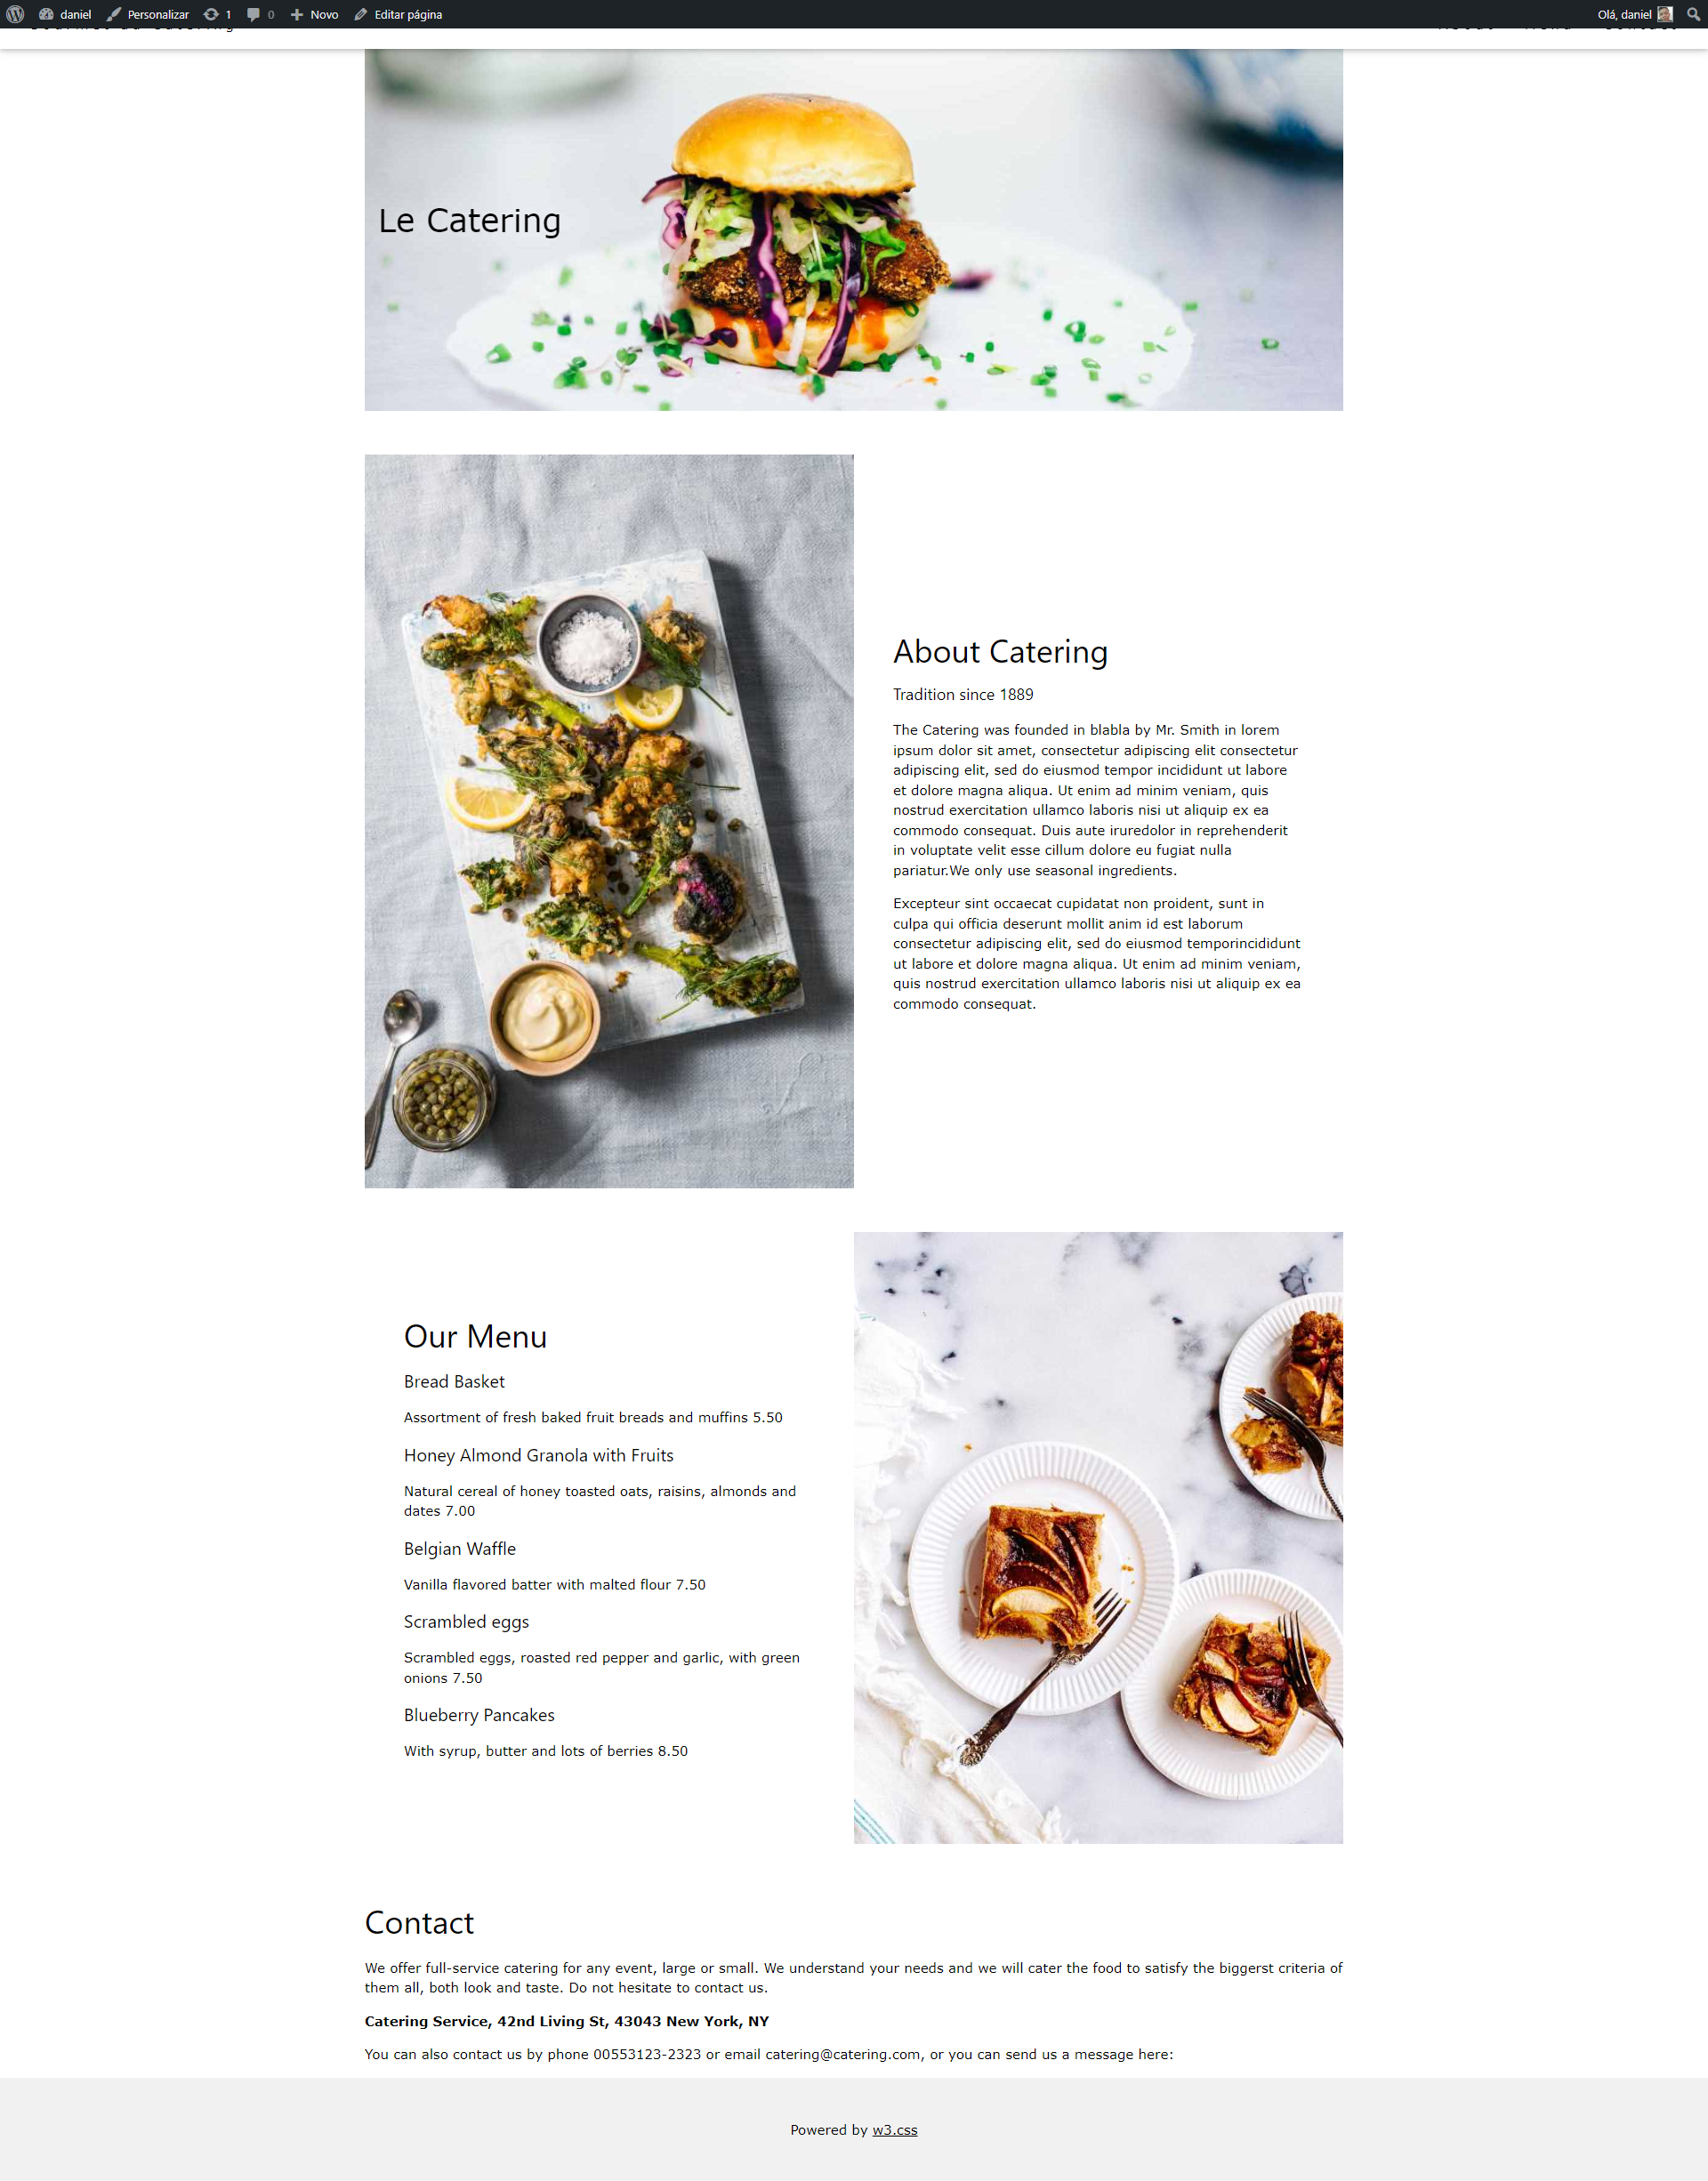 daniel Personalizar 1 0 Novo Editar página Olá, daniel
Le Catering
About Catering
Tradition since 1889
The Catering was founded in blabla by Mr. Smith in lorem
ipsum dolor sit amet, consectetur adipiscing elit consectetur
adipiscing elit, sed do eiusmod tempor incididunt ut labore
et dolore magna aliqua. Ut enim ad minim veniam, quis
nostrud exercitation ullamco laboris nisi ut aliquip ex ea
commodo consequat. Duis aute iruredolor in reprehenderit
in voluptate velit esse cillum dolore eu fugiat nulla
pariatur.We only use seasonal ingredients.
Excepteur sint occaecat cupidatat non proident, sunt in
culpa qui officia deserunt mollit anim id est laborum
consectetur adipiscing elit, sed do eiusmod temporincididunt
ut labore et dolore magna aliqua. Ut enim ad minim veniam,
quis nostrud exercitation ullamco laboris nisi ut aliquip ex ea
commodo consequat.
Our Menu
Bread Basket
Assortment of fresh baked fruit breads and muffins 5.50
Honey Almond Granola with Fruits
Natural cereal of honey toasted oats, raisins, almonds and
dates 7.00
Belgian Waffle
Vanilla flavored batter with malted flour 7.50
Scrambled eggs
Scrambled eggs, roasted red pepper and garlic, with green
onions 7.50
Blueberry Pancakes
With syrup, butter and lots of berries 8.50
Contact
We offer full-service catering for any event, large or small. We understand your needs and we will cater the food to satisfy the biggerst criteria of
them all, both look and taste. Do not hesitate to contact us.
Catering Service, 42nd Living St, 43043 New York, NY
You can also contact us by phone 00553123-2323 or email catering@catering.com, or you can send us a message here:
Powered by w3.css